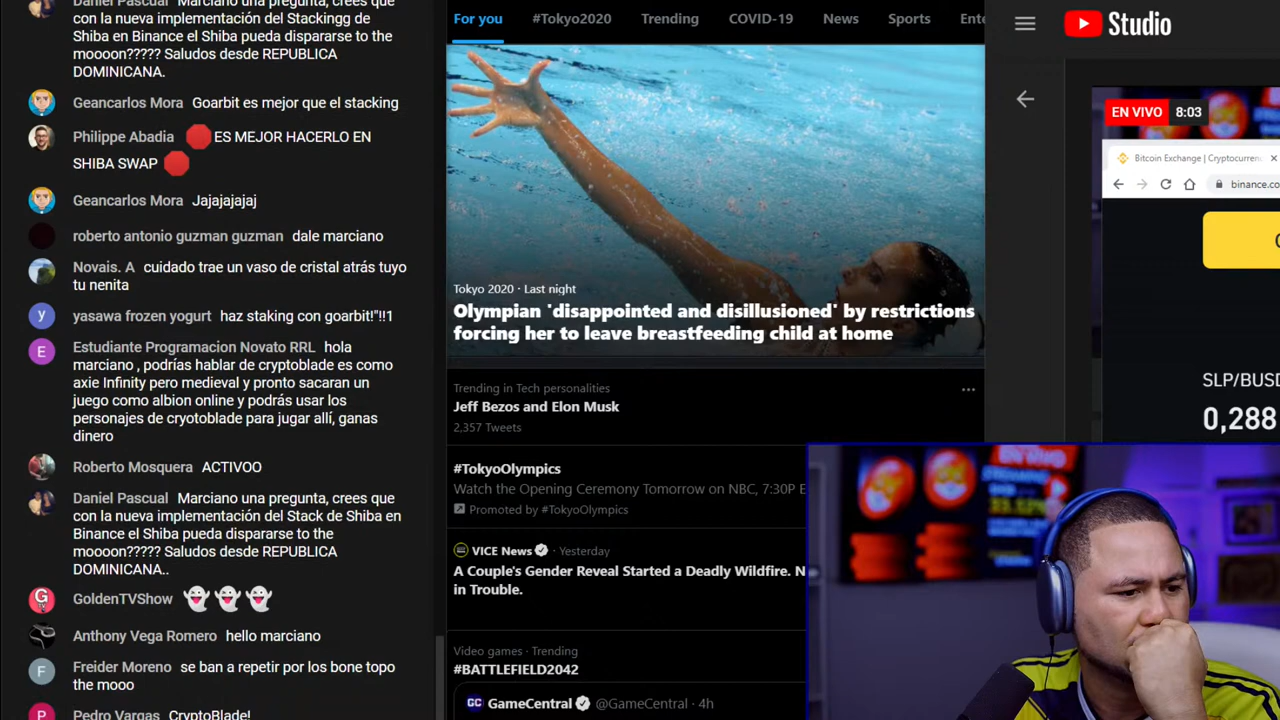 Daniel Pascual Marciano una pregunta, crees que
con la nueva implementación del Stackingg de
Shiba en Binance el Shiba pueda dispararse to the
moooon????? Saludos desde REPUBLICA
DOMINICANA.
Geancarlos Mora Goarbit es mejor que el stacking
Philippe Abadia ES MEJOR HACERLO EN
SHIBA SWAP
Geancarlos Mora Jajajajajaj
roberto antonio guzman guzman dale marciano
Novais. A cuidado trae un vaso de cristal atrás tuyo
tu nenita
yasawa frozen yogurt haz staking con goarbit!"!!1
Estudiante Programacion Novato RRL hola
marciano , podrías hablar de cryptoblade es como
axie Infinity pero medieval y pronto sacaran un
juego como albion online y podrás usar los
personajes de cryotoblade para jugar allí, ganas
dinero
Roberto Mosquera ACTIVOO
Daniel Pascual Marciano una pregunta, crees que
con la nueva implementación del Stack de Shiba en
Binance el Shiba pueda dispararse to the
moooon????? Saludos desde REPUBLICA
DOMINICANA..
GoldenTVShow
Anthony Vega Romero hello marciano
Freider Moreno se ban a repetir por los bone topo
the mooo
Pedro Vargas CryptoBlade!
For you #Tokyo2020 Trending COVID-19 News Sports Ente
Tokyo 2020 · Last night
Olympian 'disappointed and disillusioned' by restrictions
forcing her to leave breastfeeding child at home
Trending in Tech personalities
Jeff Bezos and Elon Musk
2,357 Tweets
#TokyoOlympics
Watch the Opening Ceremony Tomorrow on NBC, 7:30P E
Promoted by #TokyoOlympics
VICE News · Yesterday
A Couple's Gender Reveal Started a Deadly Wildfire. N
in Trouble.
Video games · Trending
#BATTLEFIELD2042
GC GameCentral @GameCentral · 4h
Studio
EN VIVO 8:03
Bitcoin Exchange | Cryptocurren
binance.co
SLP/BUSD
0,288
EN VIVO